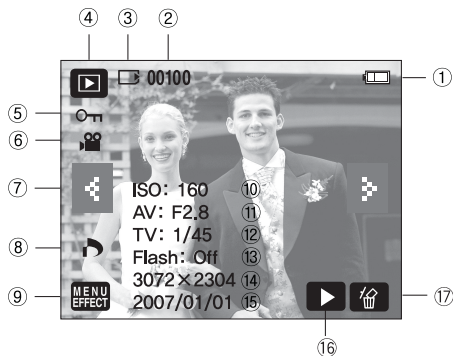 ④ ③ ②
00100
①
⑤
⑥
⑦
ISO: 160 ⑩
AV: F2.8 ⑪
TV: 1/45 ⑫
⑧
Flash: Off ⑬
3072×2304 ⑭
⑨
MENU
EFFECT
2007/01/01 ⑮
⑰
⑯